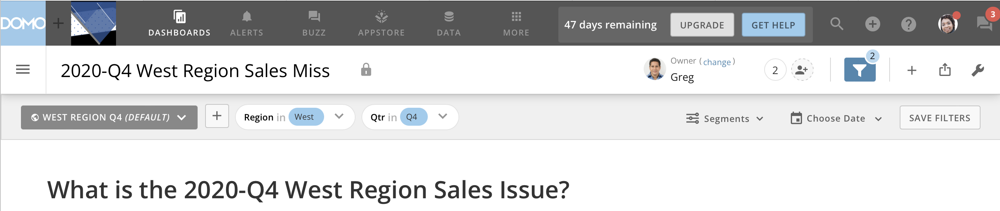 DOMO
DASHBOARDS
ALERTS
BUZZ
APPSTORE
DATA
MORE
47 days remaining
UPGRADE
GET HELP
3
2020-Q4 West Region Sales Miss
Owner (change)
Greg
2
2
WEST REGION Q4 (DEFAULT)
Region in West
Qtr in Q4
Segments
Choose Date
SAVE FILTERS
What is the 2020-Q4 West Region Sales Issue?